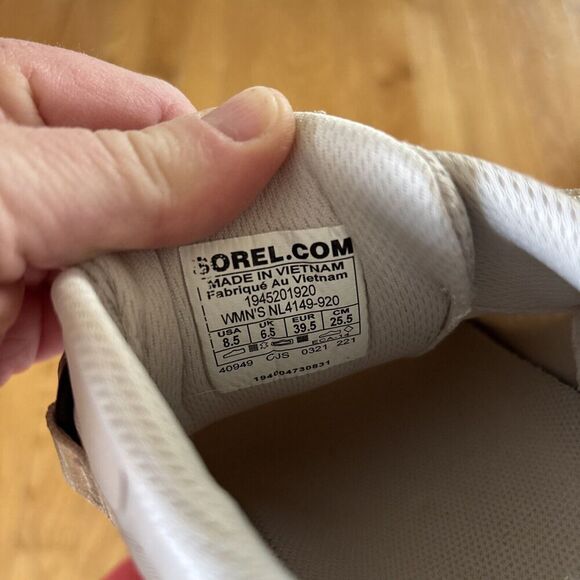 SOREL.COM
MADE IN VIETNAM
Fabriqué Au Vietnam
1945201920
WMN'S NL4149-920
USA UK EUR CM
8.5 6.5 39.5 25.5
40949 CJS 0321 221
194004730831